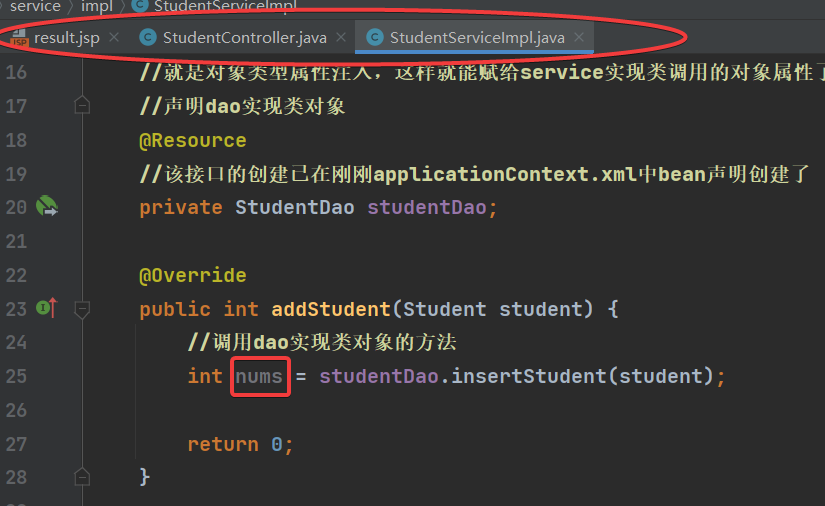 service 〉 impl 〉 StudentServiceImpl
result.jsp × StudentController.java × StudentServiceImpl.java ×
16 //就是对象类型属性注入，这样就能赋给service实现类调用的对象属性了
17 //声明dao实现类对象
18 @Resource
19 //该接口的创建已在刚刚applicationContext.xml中bean声明创建了
20 private StudentDao studentDao;
21
22 @Override
23 public int addStudent(Student student) {
24 //调用dao实现类对象的方法
25 int nums = studentDao.insertStudent(student);
26
27 return 0;
28 }